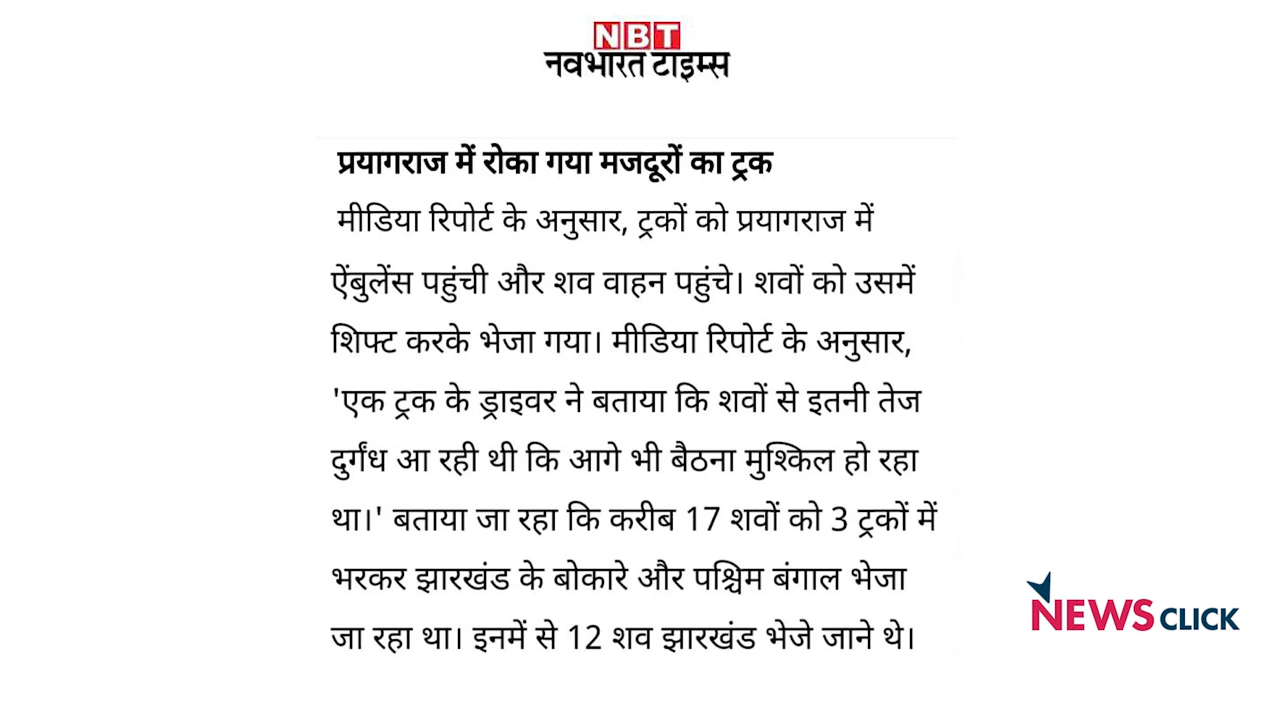 NBT
नवभारत टाइम्स
प्रयागराज में रोका गया मजदूरों का ट्रक
मीडिया रिपोर्ट के अनुसार, ट्रकों को प्रयागराज में
ऐंबुलेंस पहुंची और शव वाहन पहुंचे। शवों को उसमें
शिफ्ट करके भेजा गया। मीडिया रिपोर्ट के अनुसार,
'एक ट्रक के ड्राइवर ने बताया कि शवों से इतनी तेज
दुर्गंध आ रही थी कि आगे भी बैठना मुश्किल हो रहा
था।' बताया जा रहा कि करीब 17 शवों को 3 ट्रकों में
भरकर झारखंड के बोकारे और पश्चिम बंगाल भेजा
जा रहा था। इनमें से 12 शव झारखंड भेजे जाने थे।
NEWSCLICK